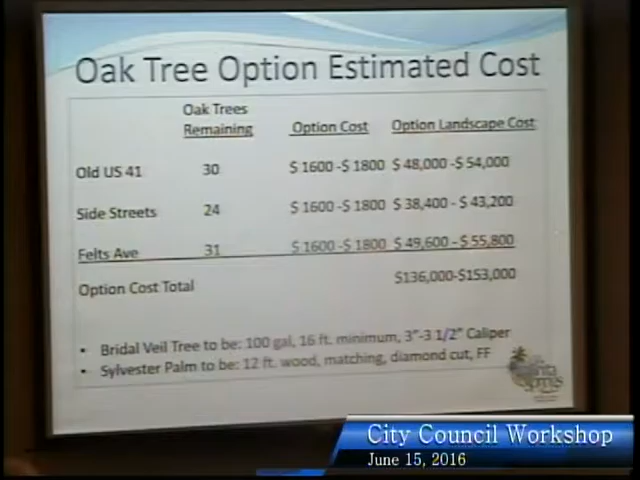 Oak Tree Option Estimated Cost
Oak Trees
Remaining Option Cost Option Landscape Cost
Old US 41 30 $ 1600 -$ 1800 $ 48,000 -$ 54,000
Side Streets 24 $ 1600 -$ 1800 $ 38,400 - $ 43,200
Felts Ave 31 $ 1600 -$ 1800 $ 49,600 - $ 55,800
Option Cost Total $136,000-$153,000
• Bridal Veil Tree to be: 100 gal, 16 ft. minimum, 3"-3 1/2" Caliper
• Sylvester Palm to be: 12 ft. wood, matching, diamond cut, FF
Springs
City Council Workshop
June 15, 2016